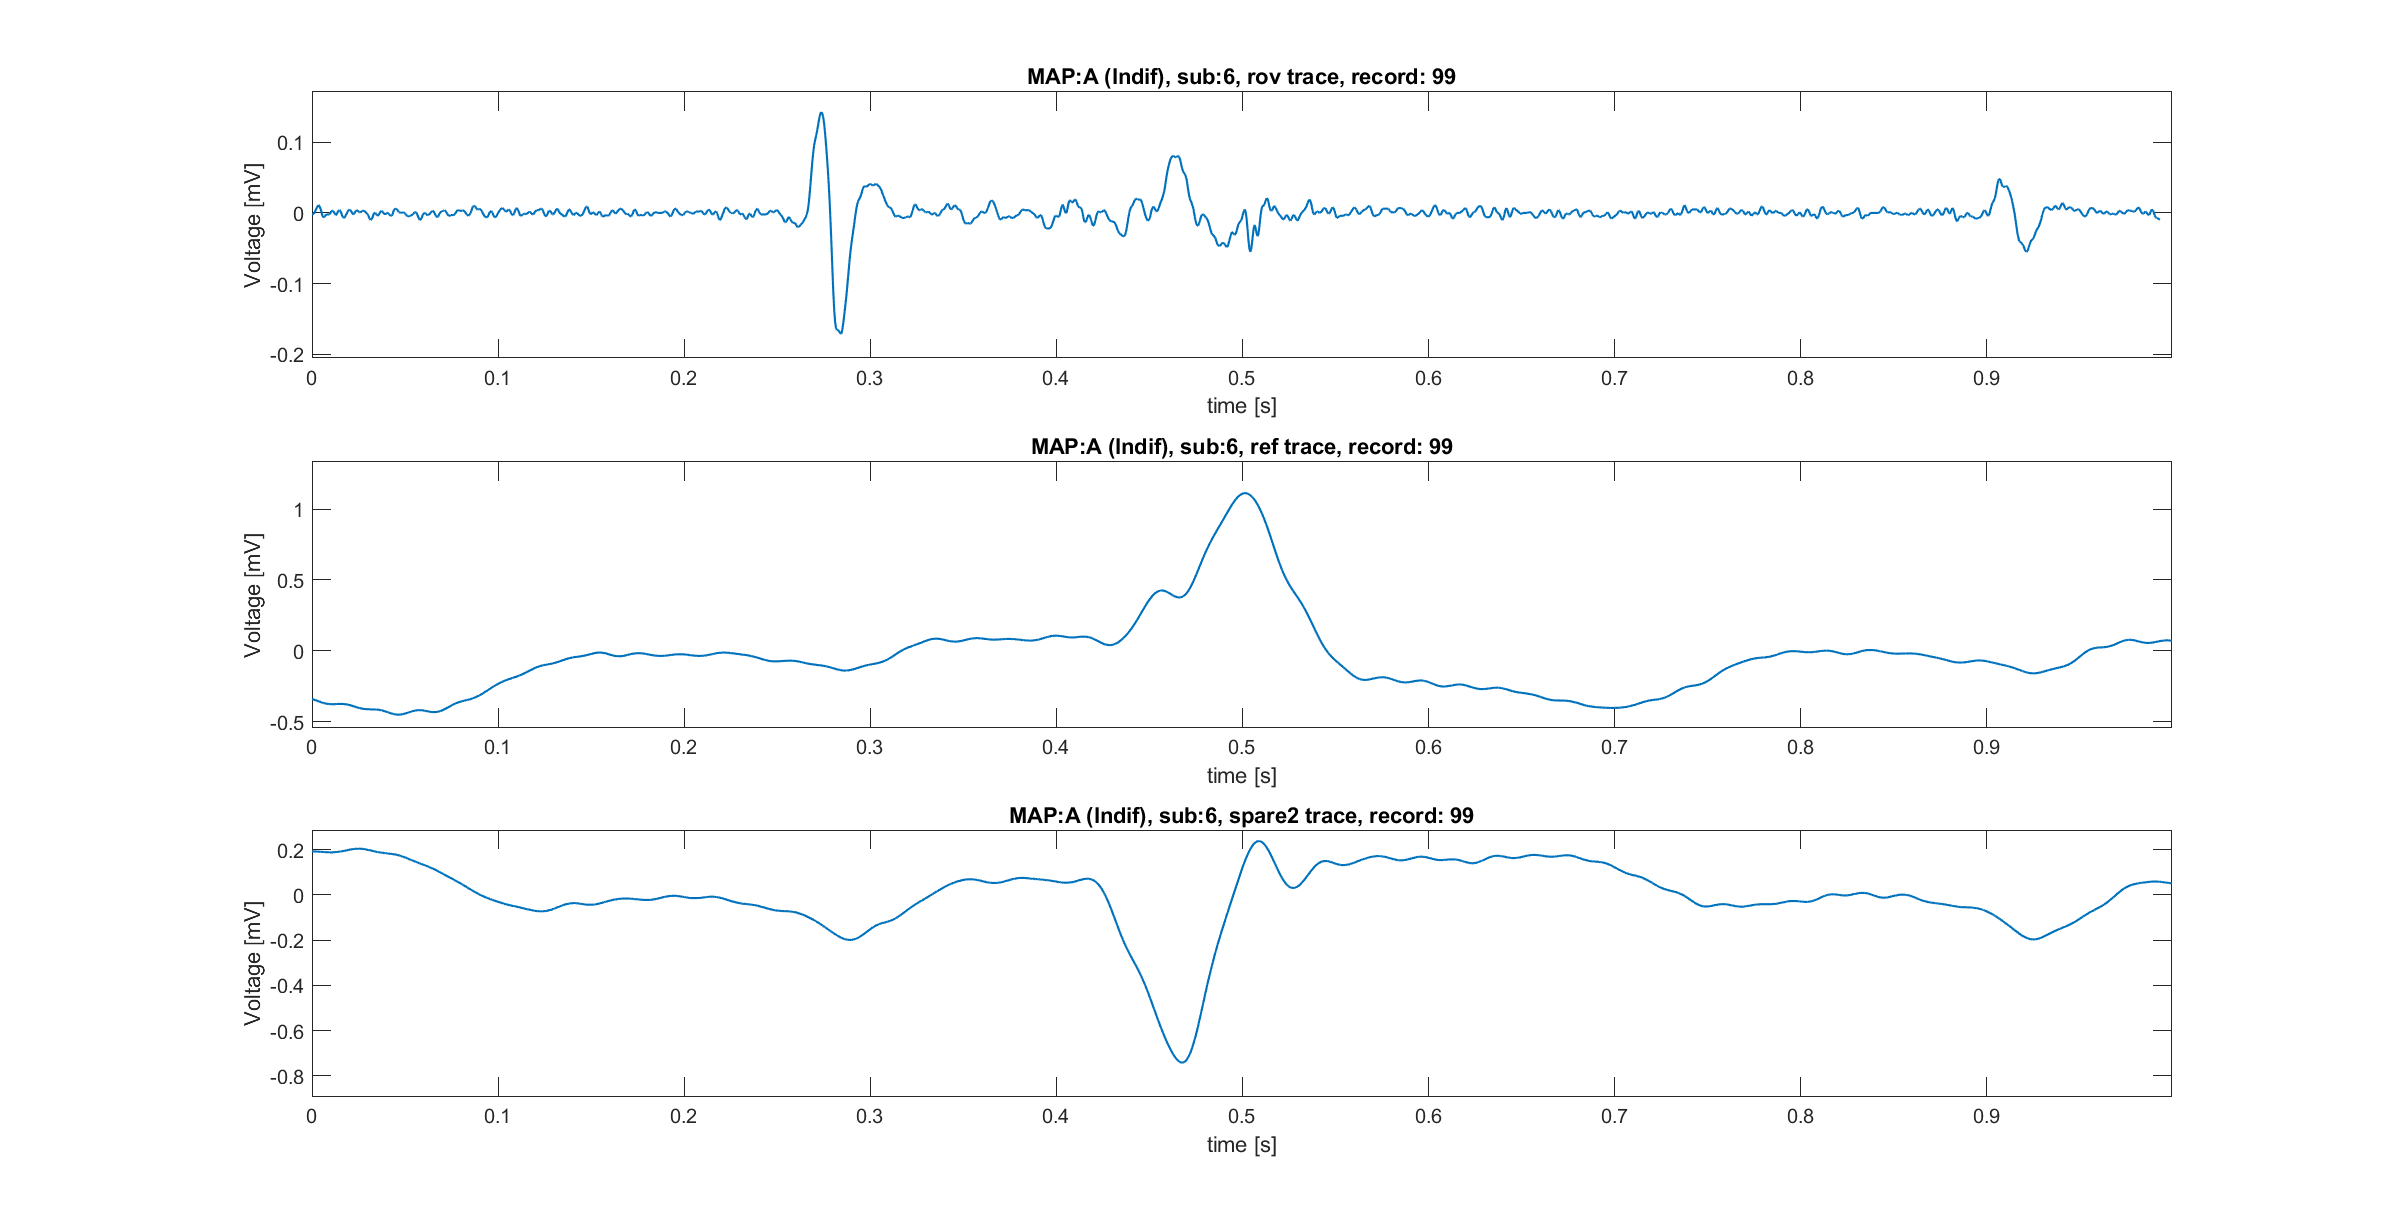 MAP:A (Indif), sub:6, rov trace, record: 99
Voltage [mV]
0.1
0
-0.1
-0.2
0 0.1 0.2 0.3 0.4 0.5 0.6 0.7 0.8 0.9
time [s]
MAP:A (Indif), sub:6, ref trace, record: 99
Voltage [mV]
1
0.5
0
-0.5
0 0.1 0.2 0.3 0.4 0.5 0.6 0.7 0.8 0.9
time [s]
MAP:A (Indif), sub:6, spare2 trace, record: 99
Voltage [mV]
0.2
0
-0.2
-0.4
-0.6
-0.8
0 0.1 0.2 0.3 0.4 0.5 0.6 0.7 0.8 0.9
time [s]